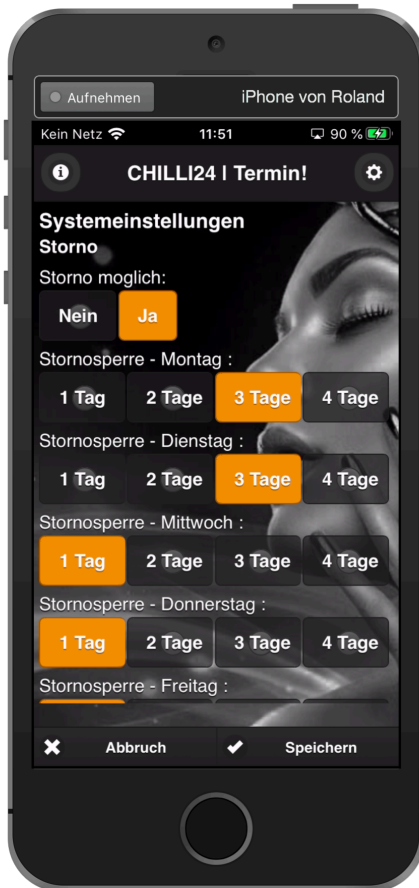 Aufnehmen
iPhone von Roland
Kein Netz 11:51 90 %
CHILLI24 | Termin!
Systemeinstellungen
Storno
Storno moglich:
Nein Ja
Stornosperre - Montag :
1 Tag 2 Tage 3 Tage 4 Tage
Stornosperre - Dienstag :
1 Tag 2 Tage 3 Tage 4 Tage
Stornosperre - Mittwoch :
1 Tag 2 Tage 3 Tage 4 Tage
Stornosperre - Donnerstag :
1 Tag 2 Tage 3 Tage 4 Tage
Stornosperre - Freitag :
Abbruch Speichern